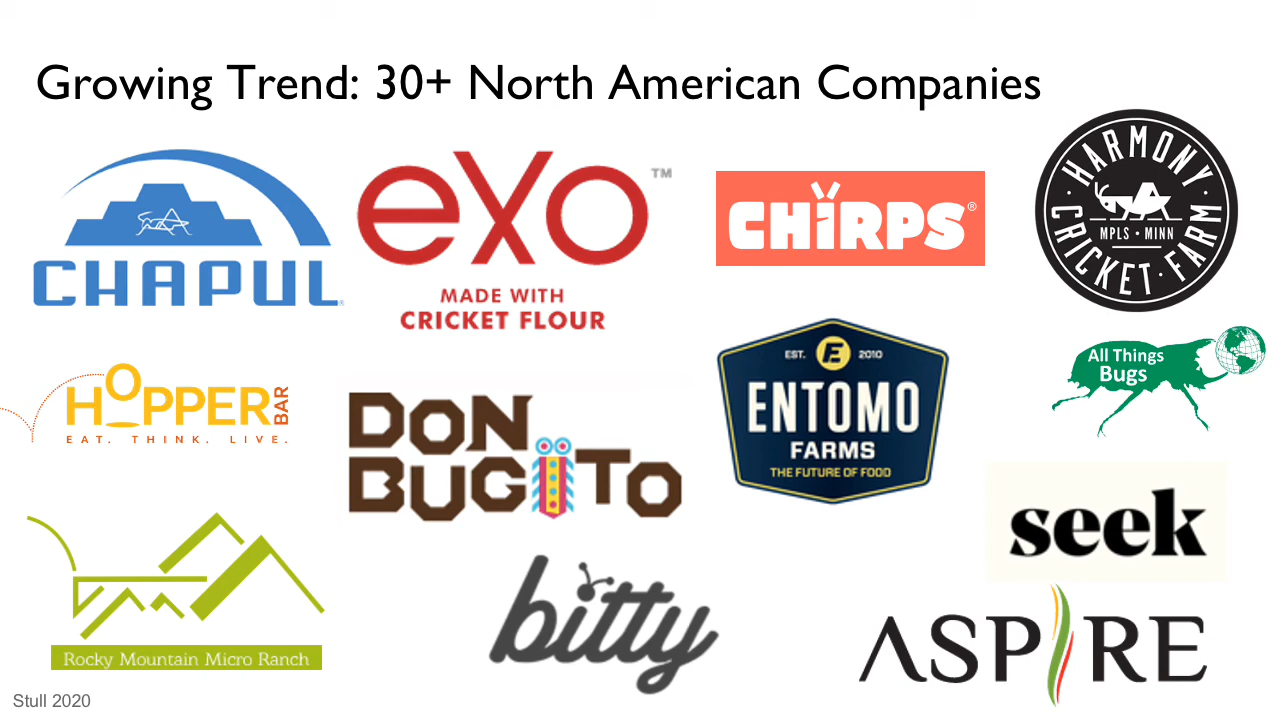 Growing Trend: 30+ North American Companies
CHAPUL
eXo ™
MADE WITH
CRICKET FLOUR
CHiRPS®
HARMONY
MPLS • MINN
CRICKET • FARM
HOPPER BAR
EAT. THINK. LIVE.
DON
BUGITO
EST. E 2010
ENTOMO
FARMS
THE FUTURE OF FOOD
All Things
Bugs
seek
Rocky Mountain Micro Ranch
bitty
ASPIRE
Stull 2020